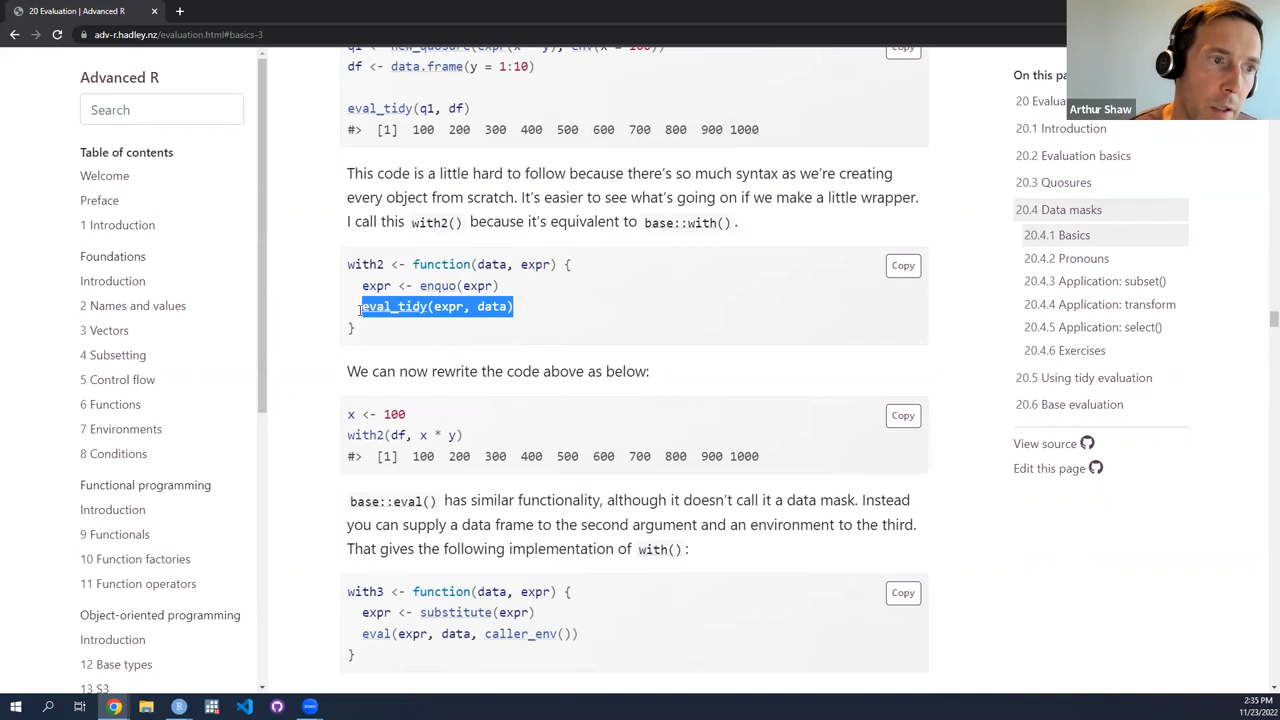 20 Evaluation | Advanced R
adv-r.hadley.nz/evaluation.html#basics-3
Arthur Shaw
Advanced R
Search
Table of contents
Welcome
Preface
1 Introduction
Foundations
Introduction
2 Names and values
3 Vectors
4 Subsetting
5 Control flow
6 Functions
7 Environments
8 Conditions
Functional programming
Introduction
9 Functionals
10 Function factories
11 Function operators
Object-oriented programming
Introduction
12 Base types
13 S3
q1 <- new_quosure(expr(x * y), env(x = 100))
Copy
df <- data.frame(y = 1:10)
eval_tidy(q1, df)
#> [1] 100 200 300 400 500 600 700 800 900 1000
This code is a little hard to follow because there's so much syntax as we're creating
every object from scratch. It's easier to see what's going on if we make a little wrapper.
I call this with2() because it's equivalent to base::with().
with2 <- function(data, expr) {
Copy
expr <- enquo(expr)
eval_tidy(expr, data)
}
We can now rewrite the code above as below:
x <- 100
Copy
with2(df, x * y)
#> [1] 100 200 300 400 500 600 700 800 900 1000
base::eval() has similar functionality, although it doesn't call it a data mask. Instead
you can supply a data frame to the second argument and an environment to the third.
That gives the following implementation of with():
with3 <- function(data, expr) {
Copy
expr <- substitute(expr)
eval(expr, data, caller_env())
}
On this pa
20 Evalua
20.1 Introduction
20.2 Evaluation basics
20.3 Quosures
20.4 Data masks
20.4.1 Basics
20.4.2 Pronouns
20.4.3 Application: subset()
20.4.4 Application: transform
20.4.5 Application: select()
20.4.6 Exercises
20.5 Using tidy evaluation
20.6 Base evaluation
View source
Edit this page
2:35 PM
11/23/2022